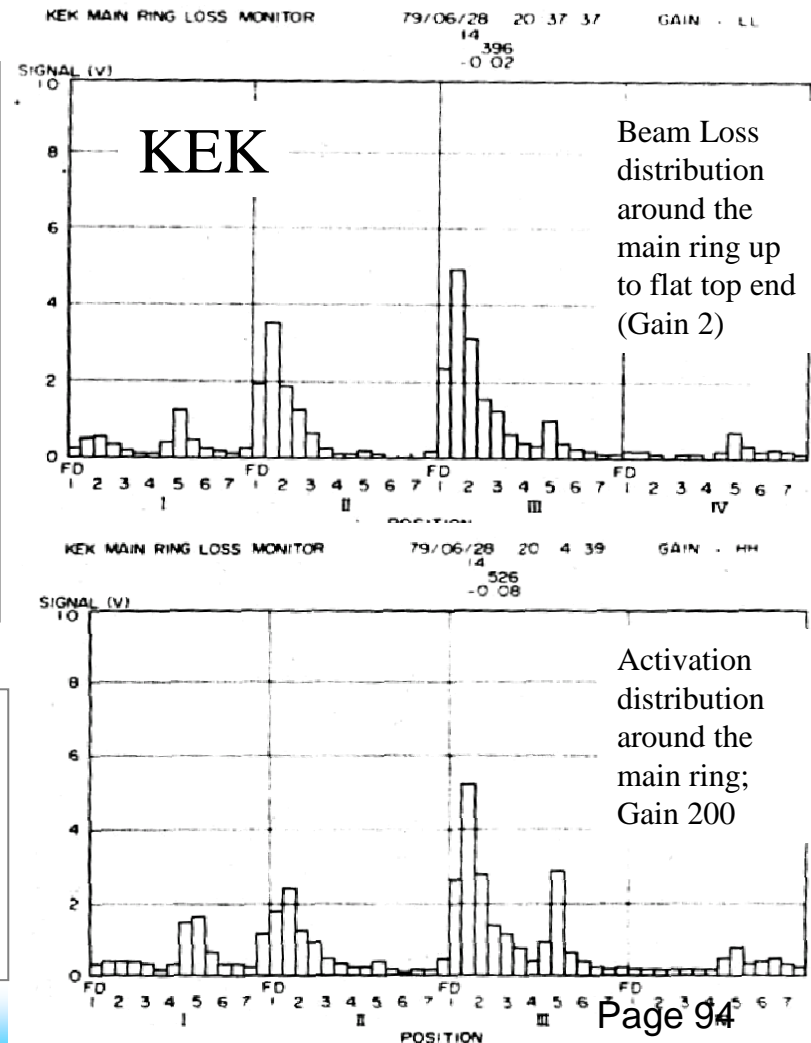 KEK MAIN RING LOSS MONITOR 79/06/28 20 37 37 GAIN . LL
14
396
-0 02
SIGNAL (V)
10
KEK
Beam Loss
distribution
around the
main ring up
to flat top end
(Gain 2)
8
6
4
2
0
FD FD FD FD
1 2 3 4 5 6 7 1 2 3 4 5 6 7 1 2 3 4 5 6 7 1 2 3 4 5 6 7
I II III IV
POSITION
KEK MAIN RING LOSS MONITOR 79/06/28 20 4 39 GAIN . HH
14
526
-0 08
SIGNAL (V)
10
Activation
distribution
around the
main ring;
Gain 200
8
6
4
2
0
FD FD FD FD
1 2 3 4 5 6 7 1 2 3 4 5 6 7 1 2 3 4 5 6 7 1 2 3 4 5 6 7
I II III
POSITION
Page 94